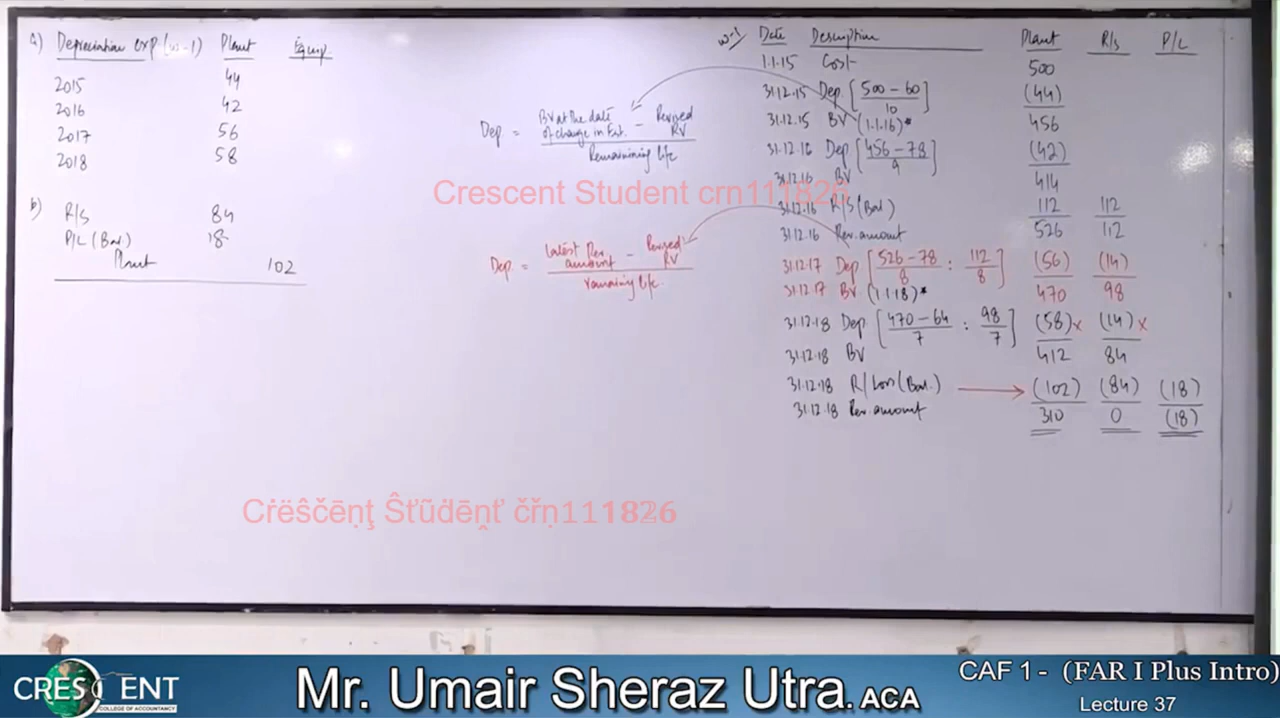 a) Depreciation exp (w-1) Plant Equip
2015 44
2016 42
2017 56
2018 58
b) R/S 84
P/L (Bal.) 18
Plant 102
Dep = BV at the date of change in Est. - Revised RV
Remaining life
Dep = latest Rev. amount - Revised RV
remaining life
w-1 Date Description Plant R/S P/L
1.1.15 Cost 500
31.12.15 Dep [500-60 / 10] (44)
31.12.15 BV (1.1.16)* 456
31.12.16 Dep [456-78 / 9] (42)
31.12.16 BV 414
31.12.16 R/S (Bal.) 112 112
31.12.16 Rev. amount 526 112
31.12.17 Dep [526-78 / 8 : 112 / 8] (56) (14)
31.12.17 BV (1.1.18)* 470 98
31.12.18 Dep [470-64 / 7 : 98 / 7] (58)x (14)x
31.12.18 BV 412 84
31.12.18 R/Loss (Bal.) → (102) (84) (18)
31.12.18 Rev. amount 310 0 (18)
Crescent Student crn111826
Cṙëŝčēṇţ Ŝťũďēṇť čřṇ111826
CRESCENT
COLLEGE OF ACCOUNTANCY
Mr. Umair Sheraz Utra. ACA
CAF 1 - (FAR I Plus Intro)
Lecture 37